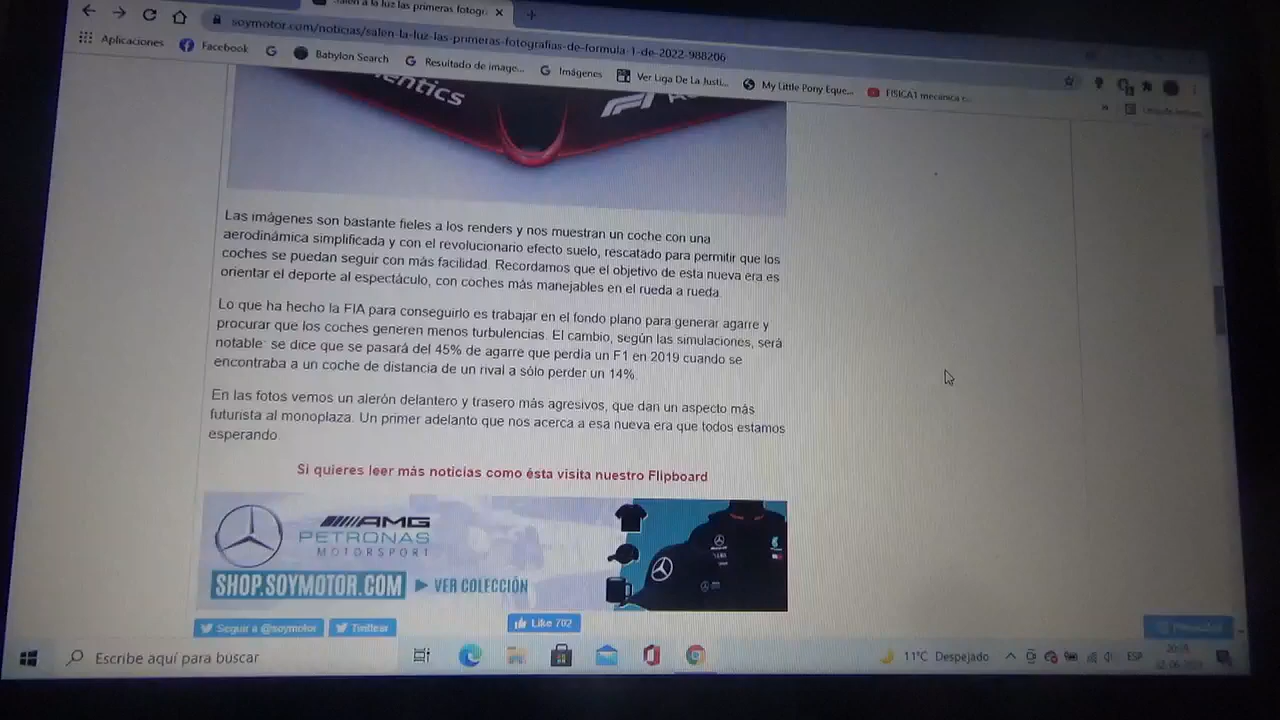 Salen a la luz las primeras fotogr
soymotor.com/noticias/salen-la-luz-las-primeras-fotografias-de-formula-1-de-2022-988206
Aplicaciones Facebook Babylon Search Resultado de image... Imágenes Ver Liga De La Justi... My Little Pony Eque... FISICA1 mecánica c...
entics F1
Las imágenes son bastante fieles a los renders y nos muestran un coche con una
aerodinámica simplificada y con el revolucionario efecto suelo, rescatado para permitir que los
coches se puedan seguir con más facilidad. Recordamos que el objetivo de esta nueva era es
orientar el deporte al espectáculo, con coches más manejables en el rueda a rueda.
Lo que ha hecho la FIA para conseguirlo es trabajar en el fondo plano para generar agarre y
procurar que los coches generen menos turbulencias. El cambio, según las simulaciones, será
notable: se dice que se pasará del 45% de agarre que perdía un F1 en 2019 cuando se
encontraba a un coche de distancia de un rival a sólo perder un 14%.
En las fotos vemos un alerón delantero y trasero más agresivos, que dan un aspecto más
futurista al monoplaza. Un primer adelanto que nos acerca a esa nueva era que todos estamos
esperando.
Si quieres leer más noticias como ésta visita nuestro Flipboard
AMG
PETRONAS
MOTORSPORT
SHOP.SOYMOTOR.COM VER COLECCIÓN
Seguir a @soymotor Twittear Like 702
Escribe aquí para buscar 11°C Despejado ESP